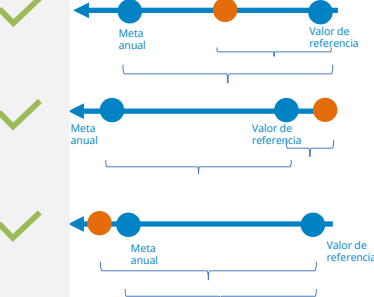 Meta
anual
Valor de
referencia
Meta
anual
Valor de
referencia
Meta
anual
Valor de
referencia